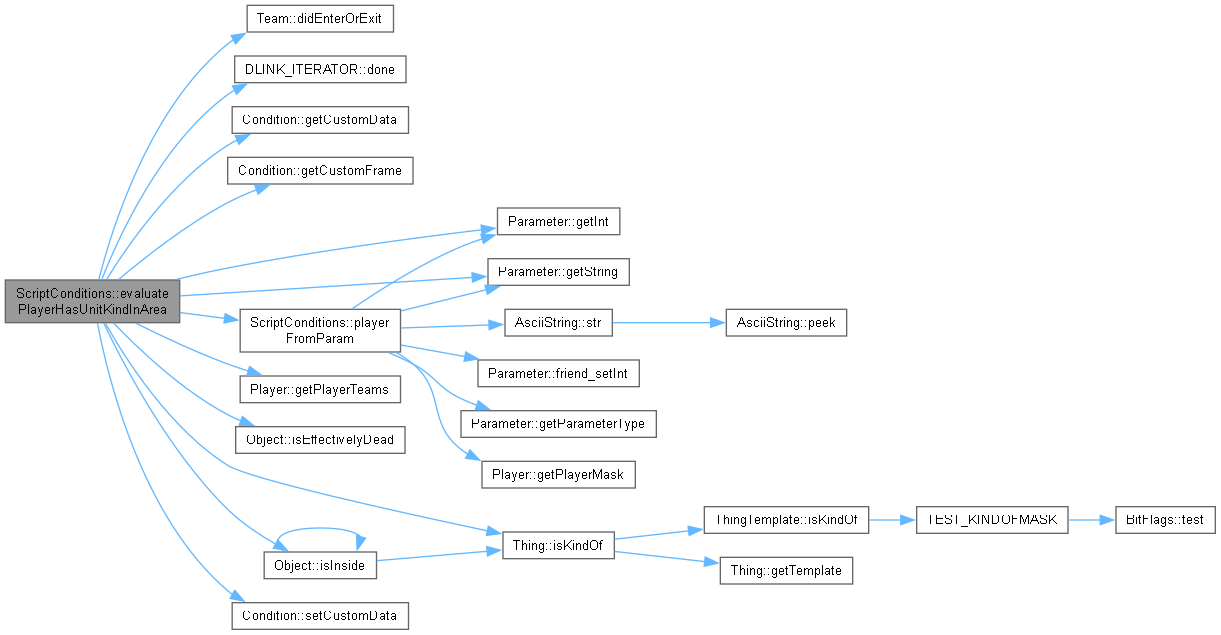 Team::didEnterOrExit
DLINK_ITERATOR::done
Condition::getCustomData
Condition::getCustomFrame
Parameter::getInt
Parameter::getString
ScriptConditions::evaluate
PlayerHasUnitKindInArea
ScriptConditions::player
FromParam
AsciiString::str
AsciiString::peek
Parameter::friend_setInt
Player::getPlayerTeams
Parameter::getParameterType
Object::isEffectivelyDead
Player::getPlayerMask
ThingTemplate::isKindOf
TEST_KINDOFMASK
BitFlags::test
Thing::isKindOf
Object::isInside
Thing::getTemplate
Condition::setCustomData